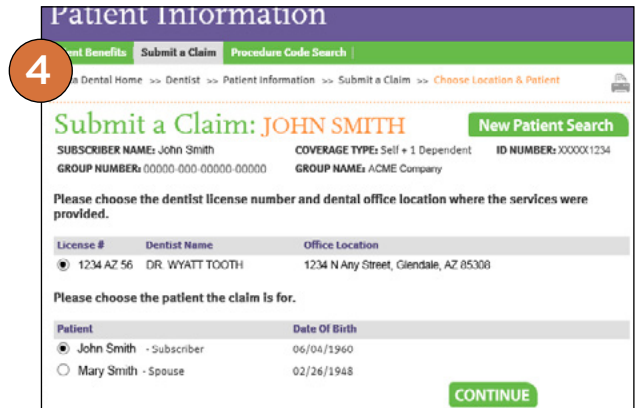 Patient Information
ent Benefits | Submit a Claim | Procedure Code Search |
4
a Dental Home >> Dentist >> Patient Information >> Submit a Claim >> Choose Location & Patient
Submit a Claim: JOHN SMITH
New Patient Search
SUBSCRIBER NAME: John Smith COVERAGE TYPE: Self + 1 Dependent ID NUMBER: XXXXX1234
GROUP NUMBER: 00000-000-00000-00000 GROUP NAME: ACME Company
Please choose the dentist license number and dental office location where the services were
provided.
License # Dentist Name Office Location
1234 AZ 56 DR. WYATT TOOTH 1234 N Any Street, Glendale, AZ 85308
Please choose the patient the claim is for.
Patient Date Of Birth
John Smith - Subscriber 06/04/1960
Mary Smith - Spouse 02/26/1948
CONTINUE